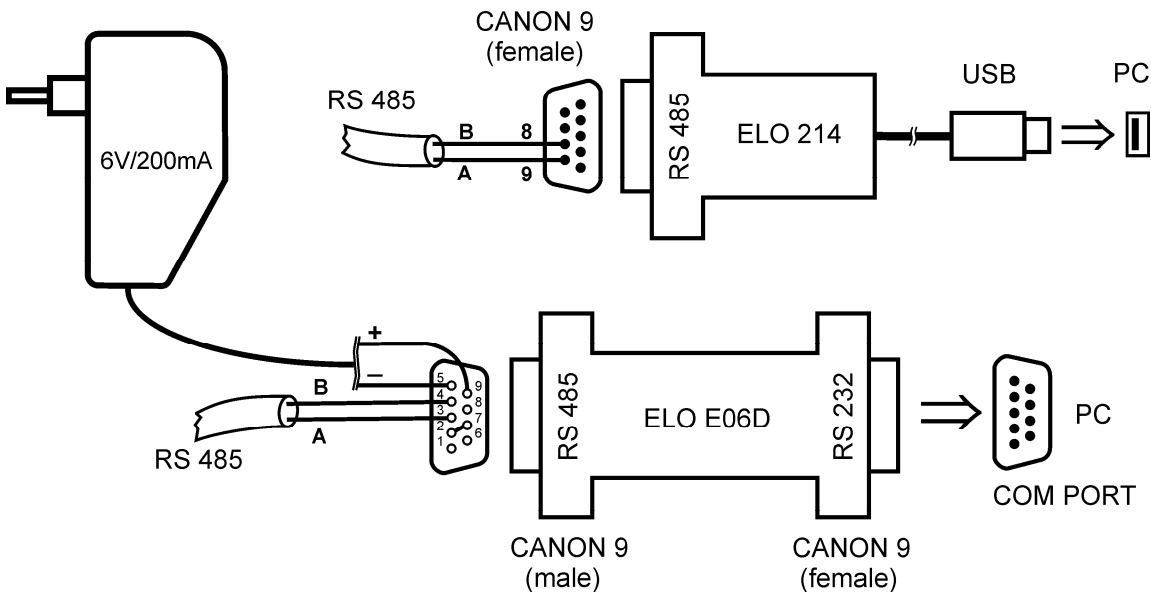 CANON 9
(female)
RS 485
B
8
A
9
RS 485
ELO 214
USB
PC
6V/200mA
+
–
B
A
RS 485
5
4
3
2
1
9
8
7
6
RS 485
ELO E06D
RS 232
PC
COM PORT
CANON 9
(male)
CANON 9
(female)